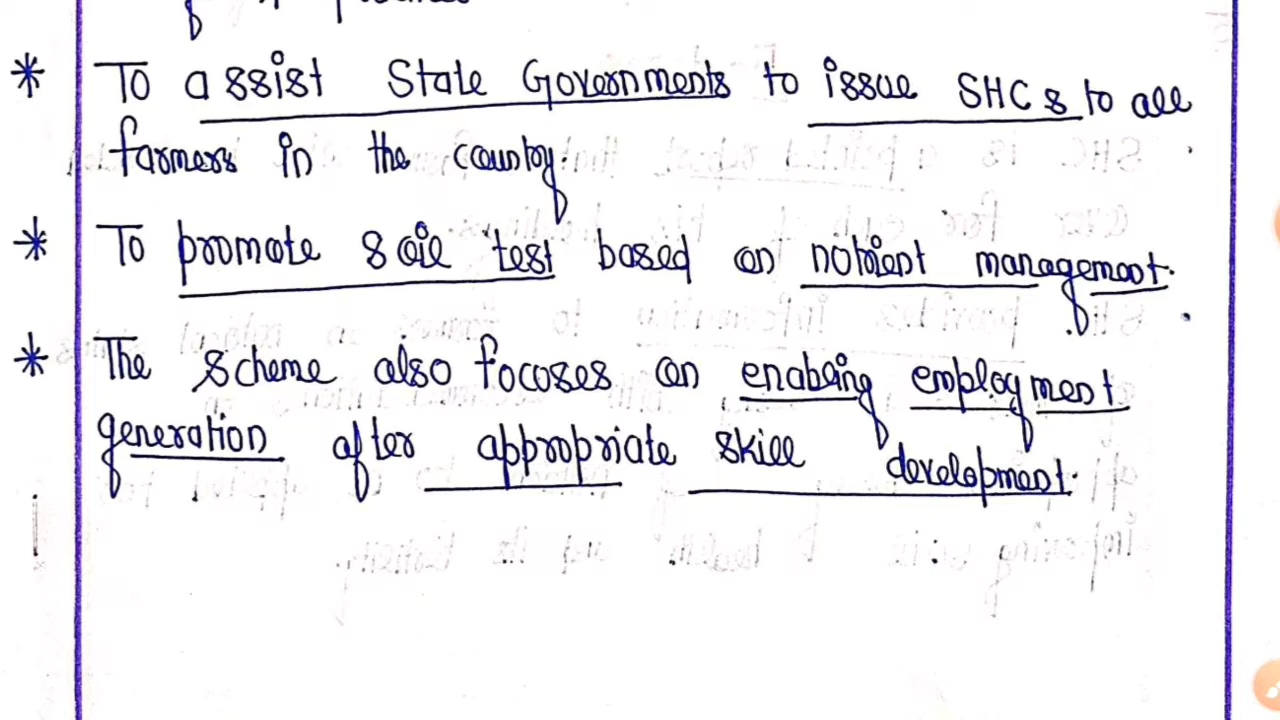 * To assist State Governments to issue SHCs to all
farmers in the country.
* To promote soil test based on nutrient management.
* The scheme also focuses on enabling employment
generation after appropriate skill development.